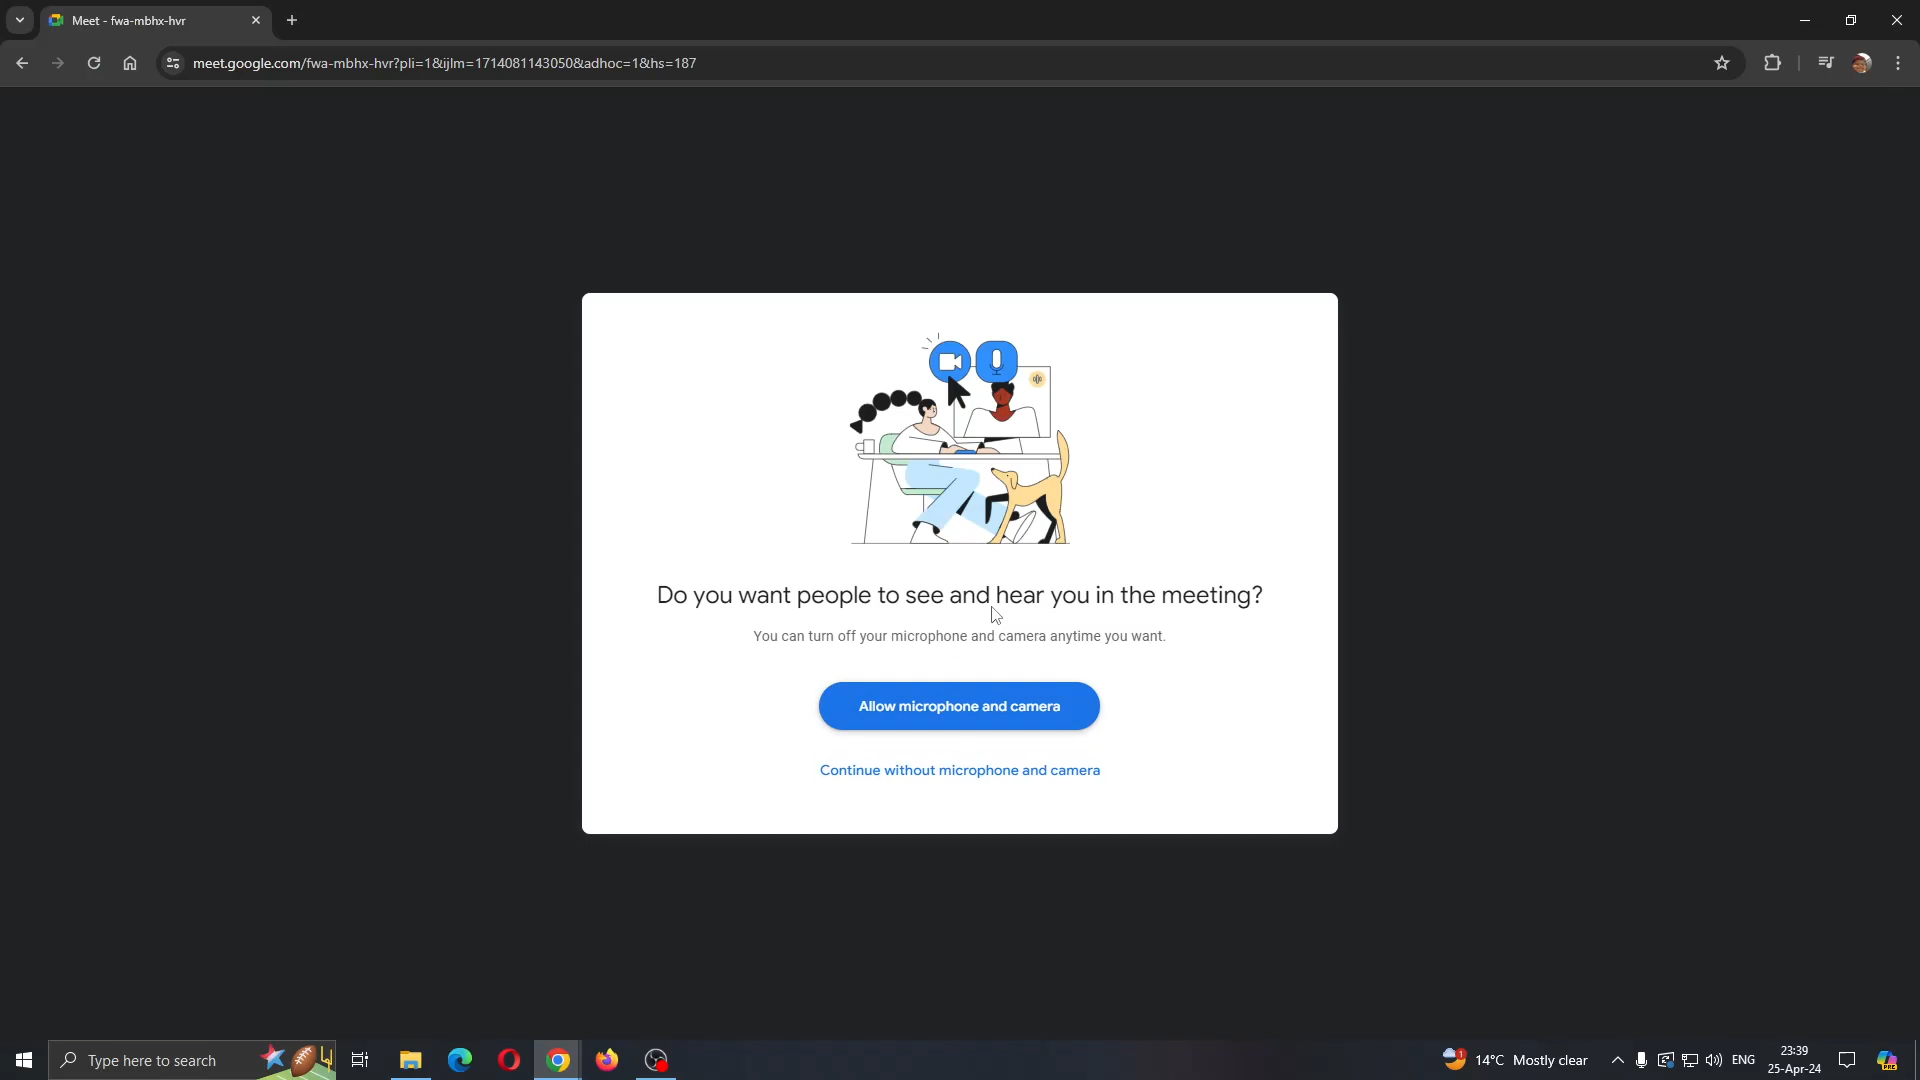 Meet - fwa-mbhx-hvr
meet.google.com/fwa-mbhx-hvr?pli=1&ijlm=1714081143050&adhoc=1&hs=187
Do you want people to see and hear you in the meeting?
You can turn off your microphone and camera anytime you want.
Allow microphone and camera
Continue without microphone and camera
Type here to search
1
14°C Mostly clear
ENG
23:39
25-Apr-24
PRE